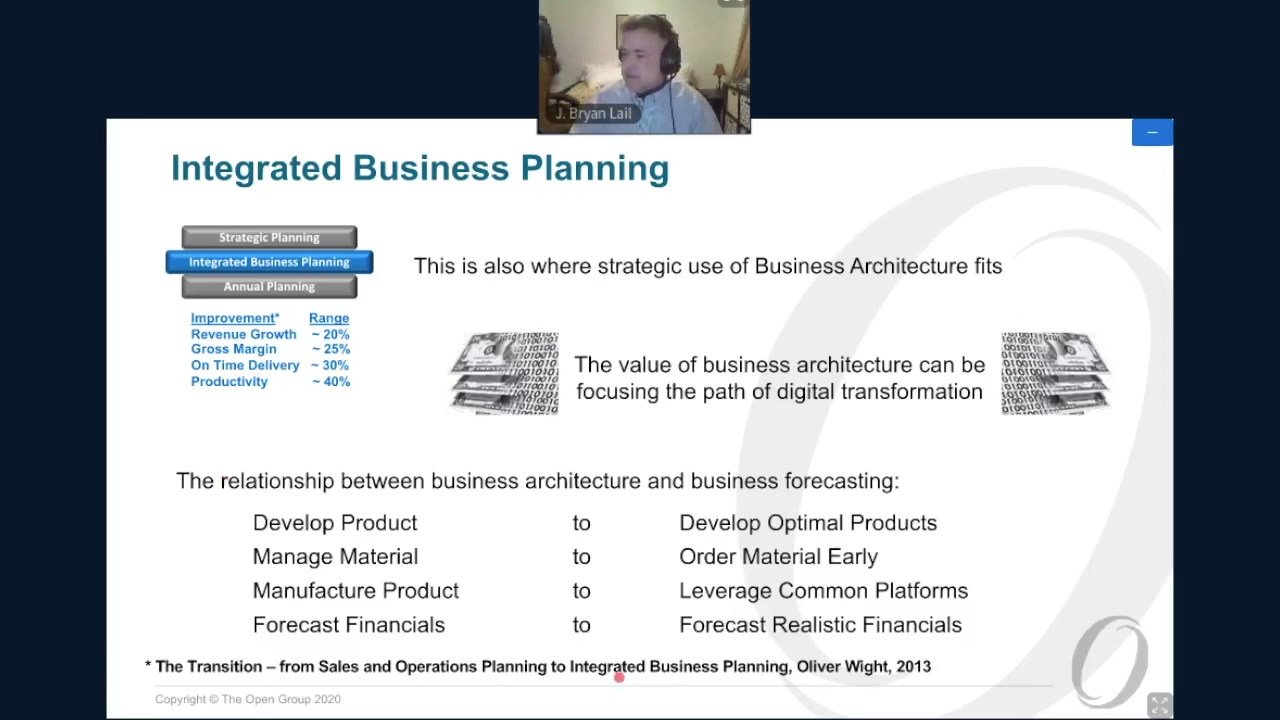 J. Bryan Lail
Integrated Business Planning
Strategic Planning
Integrated Business Planning
Annual Planning
This is also where strategic use of Business Architecture fits
Improvement* Range
Revenue Growth ~ 20%
Gross Margin ~ 25%
On Time Delivery ~ 30%
Productivity ~ 40%
The value of business architecture can be
focusing the path of digital transformation
The relationship between business architecture and business forecasting:
Develop Product to Develop Optimal Products
Manage Material to Order Material Early
Manufacture Product to Leverage Common Platforms
Forecast Financials to Forecast Realistic Financials
* The Transition – from Sales and Operations Planning to Integrated Business Planning, Oliver Wight, 2013
Copyright © The Open Group 2020